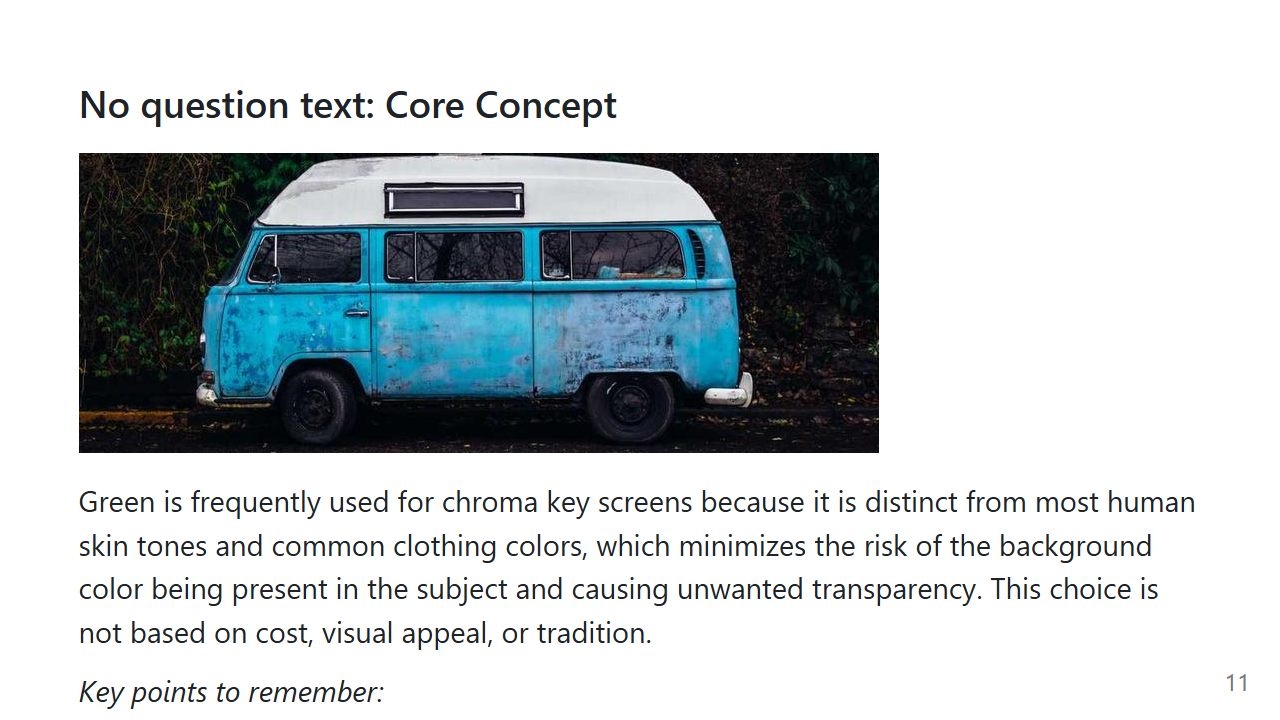 No question text: Core Concept
Green is frequently used for chroma key screens because it is distinct from most human
skin tones and common clothing colors, which minimizes the risk of the background
color being present in the subject and causing unwanted transparency. This choice is
not based on cost, visual appeal, or tradition.
Key points to remember:
11